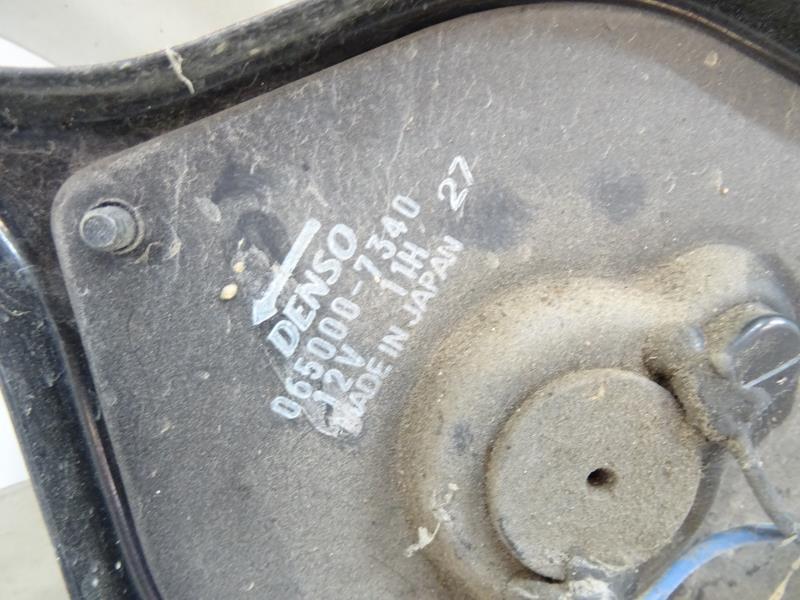 DENSO
065000-7340
12V 11H
MADE IN JAPAN 27